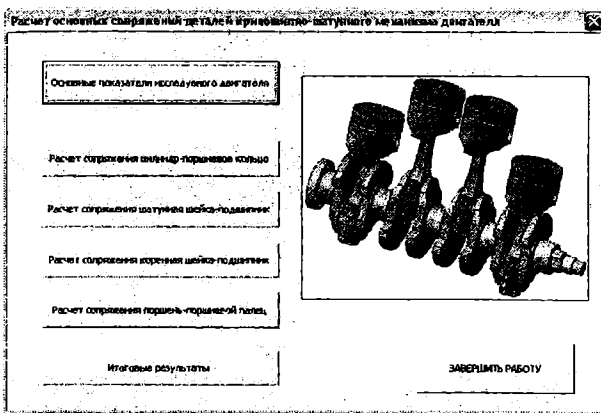 Расчет основных сопряжений деталей кривошипно-шатунного механизма двигателя
Основные показатели исследуемого двигателя
Расчет сопряжения цилиндр-поршневое кольцо
Расчет сопряжения шатунная шейка-подшипник
Расчет сопряжения коренная шейка-подшипник
Расчет сопряжения поршень-поршневой палец
Итоговые результаты
ЗАВЕРШИТЬ РАБОТУ